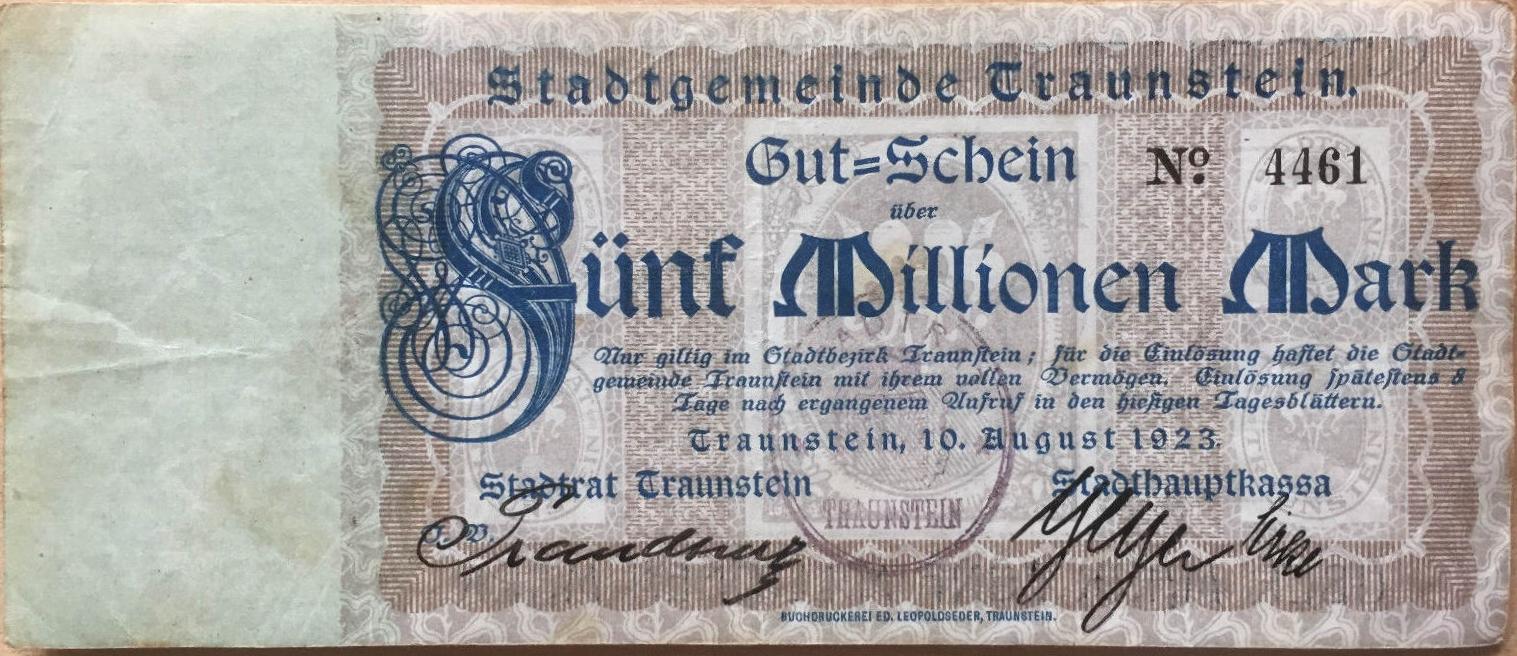 Stadtgemeinde Traunstein.
Gut=Schein
No 4461
über
Fünf Millionen Mark
Nur giltig im Stadtbezirk Traunstein; für die Einlösung haftet die Stadt-
gemeinde Traunstein mit ihrem vollen Vermögen. Einlösung spätestens 8
Tage nach ergangenem Aufruf in den hiesigen Tagesblättern.
Traunstein, 10. August 1923.
Stadtrat Traunstein Stadthauptkassa
TRAUNSTEIN
BUCHDRUCKEREI ED. LEOPOLDSEDER, TRAUNSTEIN.